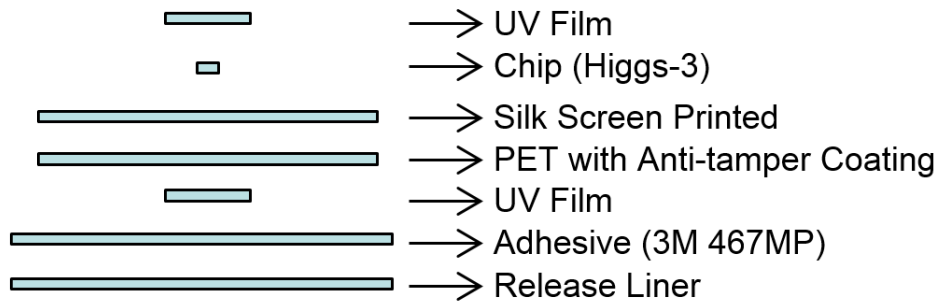 UV Film
Chip (Higgs-3)
Silk Screen Printed
PET with Anti-tamper Coating
UV Film
Adhesive (3M 467MP)
Release Liner